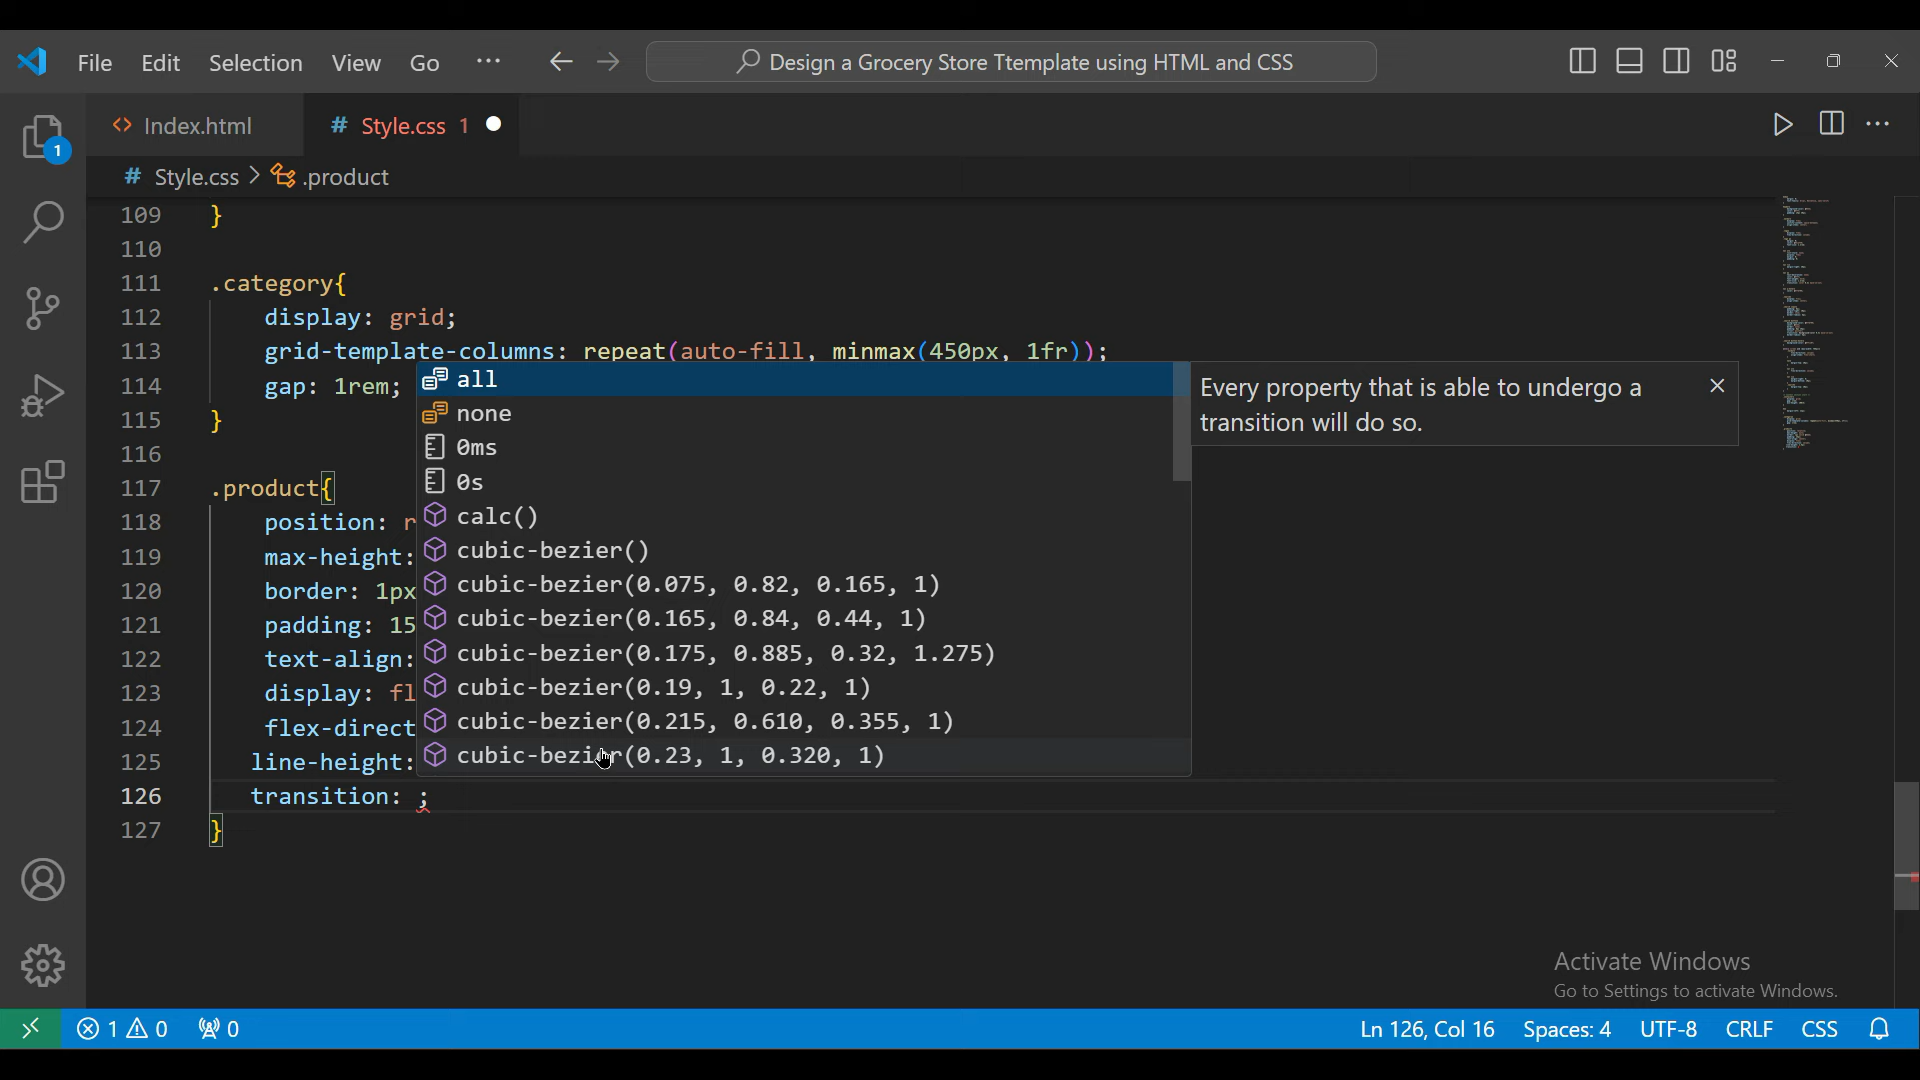 File Edit Selection View Go ··· Design a Grocery Store Ttemplate using HTML and CSS
Index.html # Style.css 1
1
# Style.css > .product
109 }
110
111 .category{
112 display: grid;
113 grid-template-columns: repeat(auto-fill, minmax(450px, 1fr));
114 gap: 1rem;
115 }
116
117 .product{
118 position: r
119 max-height:
120 border: 1px
121 padding: 15
122 text-align:
123 display: fl
124 flex-direct
125 line-height:
126 transition: ;
127 }
all
none
0ms
0s
calc()
cubic-bezier()
cubic-bezier(0.075, 0.82, 0.165, 1)
cubic-bezier(0.165, 0.84, 0.44, 1)
cubic-bezier(0.175, 0.885, 0.32, 1.275)
cubic-bezier(0.19, 1, 0.22, 1)
cubic-bezier(0.215, 0.610, 0.355, 1)
cubic-bezier(0.23, 1, 0.320, 1)
Every property that is able to undergo a
transition will do so.
Activate Windows
Go to Settings to activate Windows.
1 0 0 Ln 126, Col 16 Spaces: 4 UTF-8 CRLF CSS